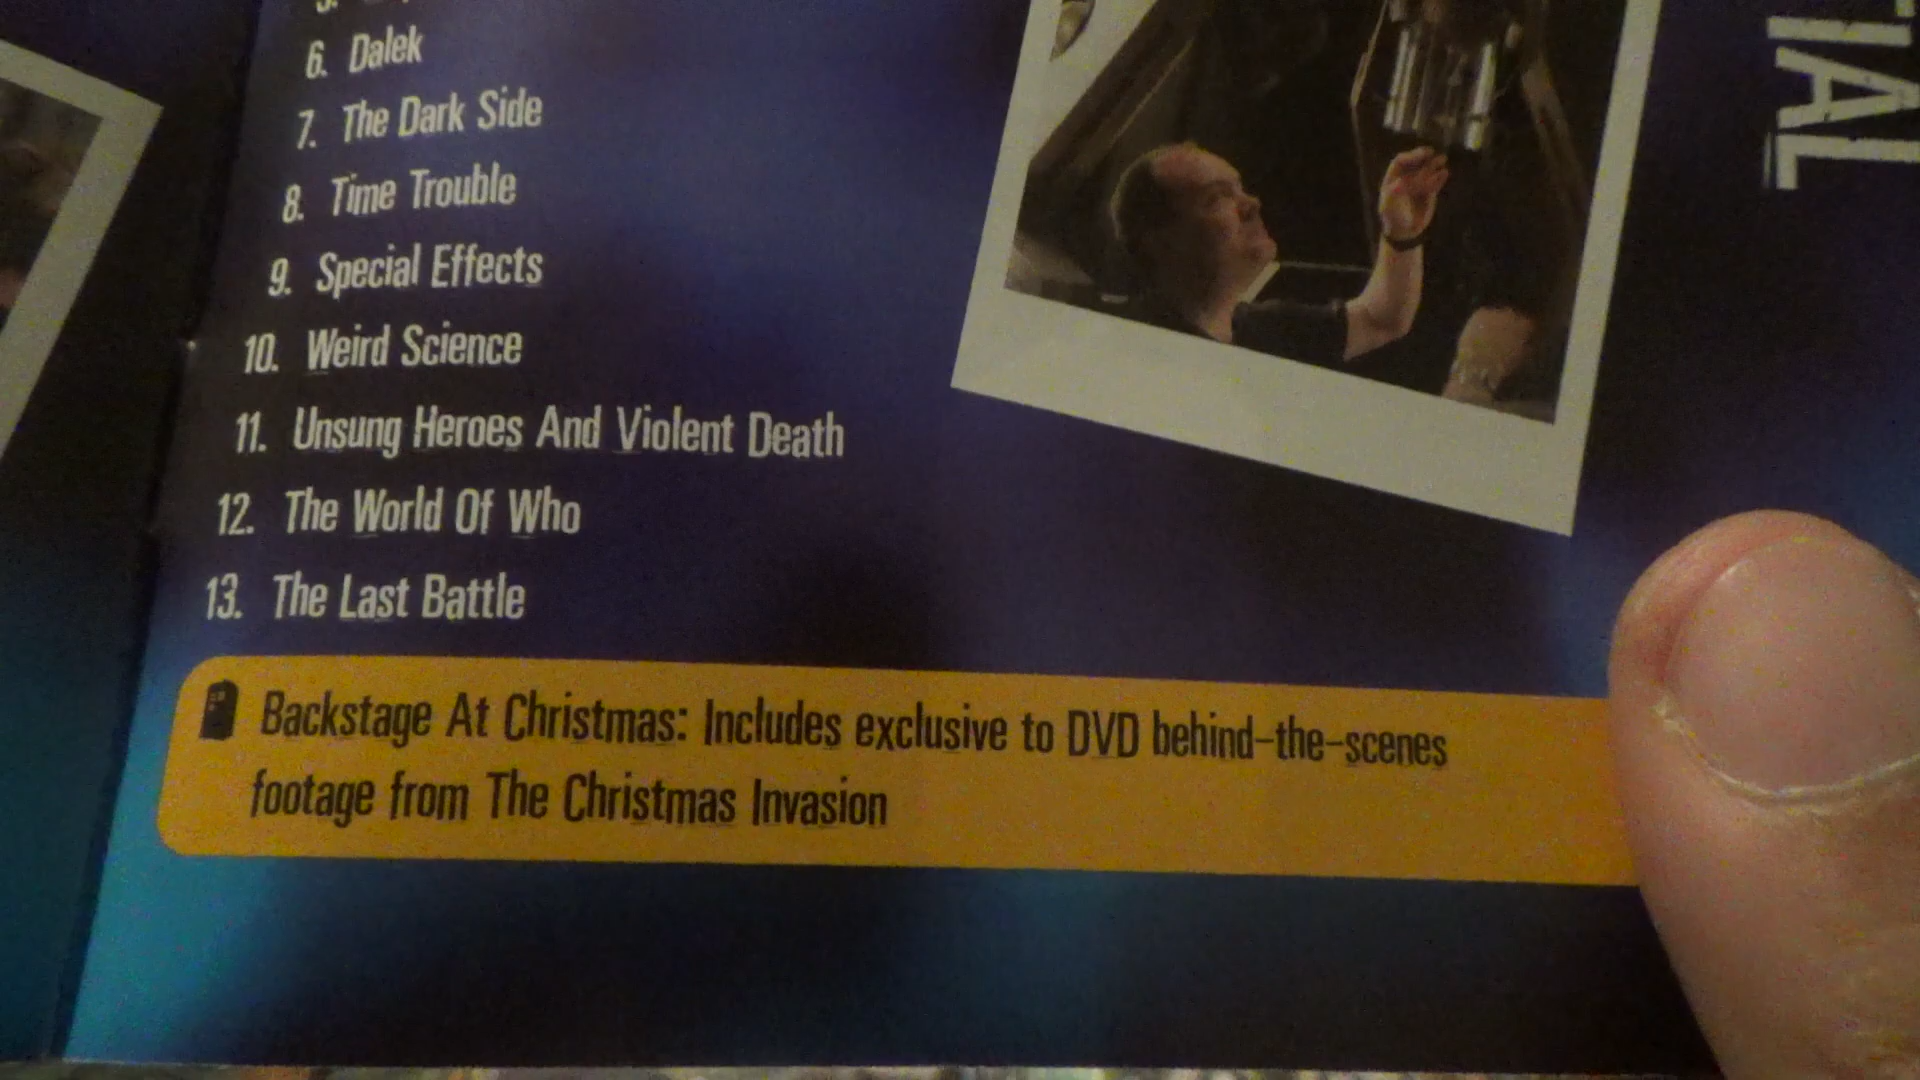 6. Dalek
7. The Dark Side
8. Time Trouble
9. Special Effects
10. Weird Science
11. Unsung Heroes And Violent Death
12. The World Of Who
13. The Last Battle
Backstage At Christmas: Includes exclusive to DVD behind-the-scenes
footage from The Christmas Invasion